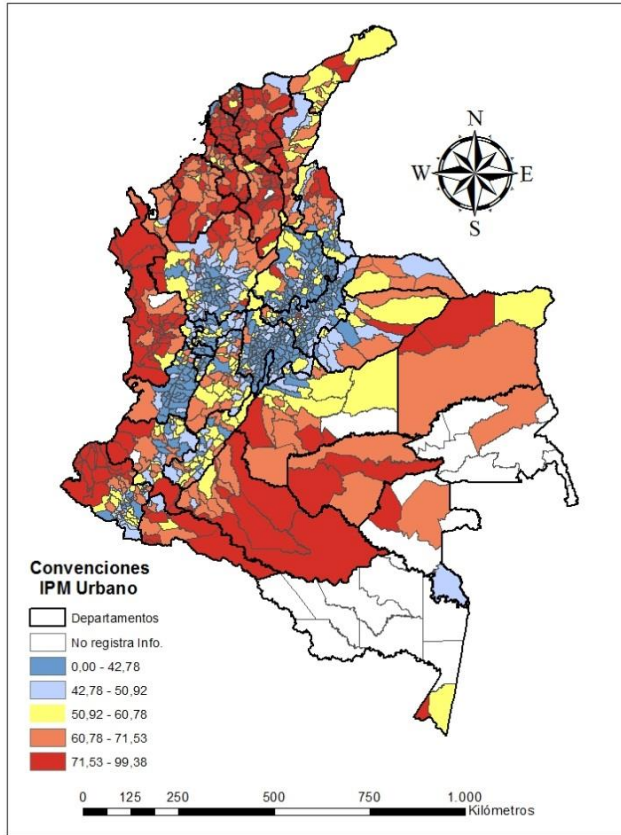 N
W E
S
Convenciones
IPM Urbano
Departamentos
No registra Info.
0,00 - 42,78
42,78 - 50,92
50,92 - 60,78
60,78 - 71,53
71,53 - 99,38
0 125 250 500 750 1.000
Kilómetros